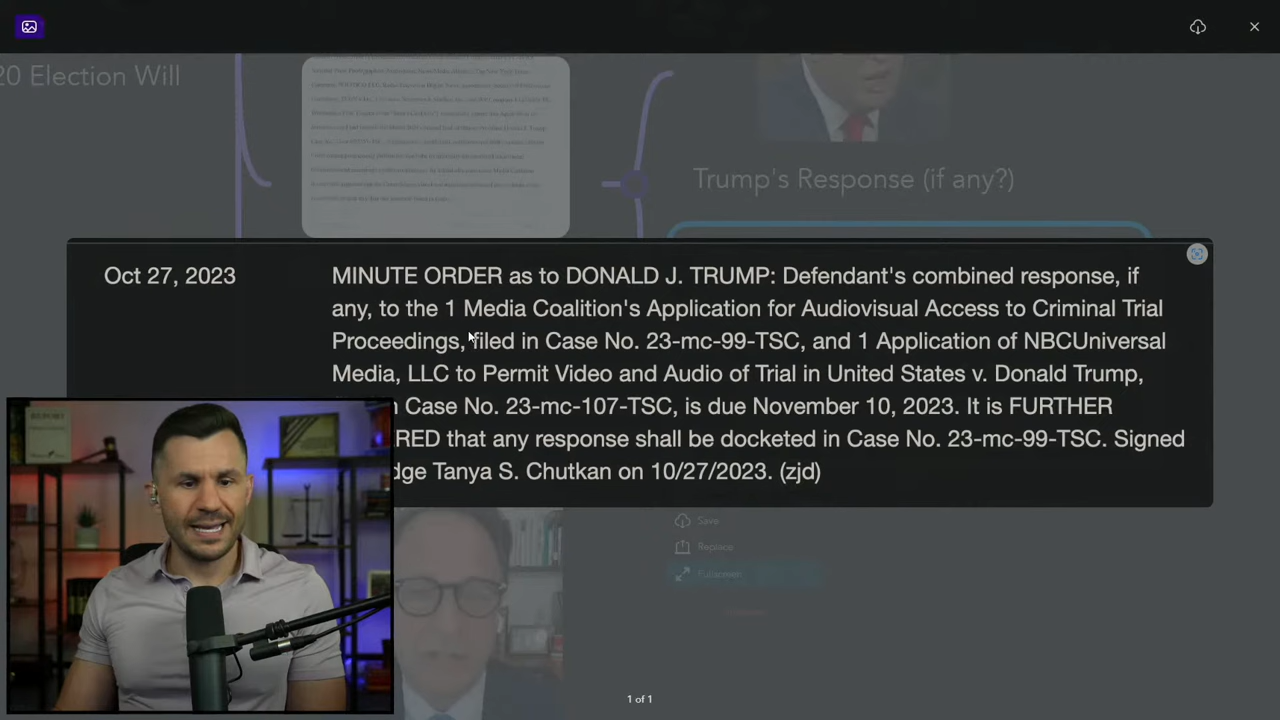 20 Election Will
Trump's Response (if any?)
Oct 27, 2023
MINUTE ORDER as to DONALD J. TRUMP: Defendant's combined response, if
any, to the 1 Media Coalition's Application for Audiovisual Access to Criminal Trial
Proceedings, filed in Case No. 23-mc-99-TSC, and 1 Application of NBCUniversal
Media, LLC to Permit Video and Audio of Trial in United States v. Donald Trump,
Case No. 23-mc-107-TSC, is due November 10, 2023. It is FURTHER
RED that any response shall be docketed in Case No. 23-mc-99-TSC. Signed
dge Tanya S. Chutkan on 10/27/2023. (zjd)
Save
Replace
Fullscreen
1 of 1